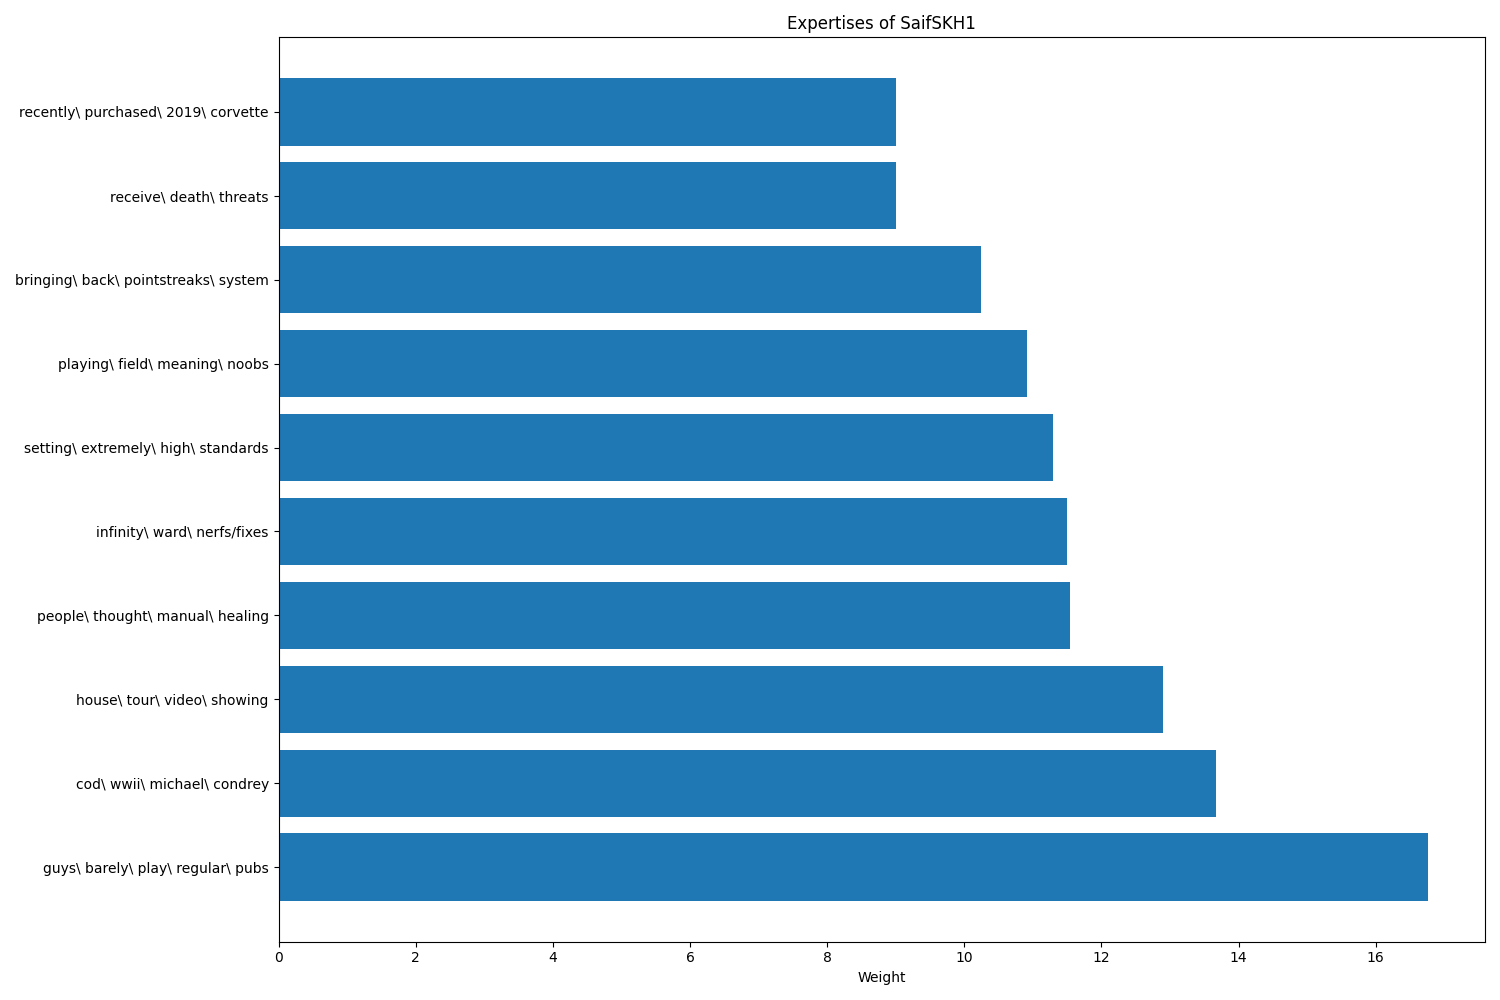 Expertises of SaifSKH1
recently\ purchased\ 2019\ corvette
receive\ death\ threats
bringing\ back\ pointstreaks\ system
playing\ field\ meaning\ noobs
setting\ extremely\ high\ standards
infinity\ ward\ nerfs/fixes
people\ thought\ manual\ healing
house\ tour\ video\ showing
cod\ wwii\ michael\ condrey
guys\ barely\ play\ regular\ pubs
0 2 4 6 8 10 12 14 16
Weight